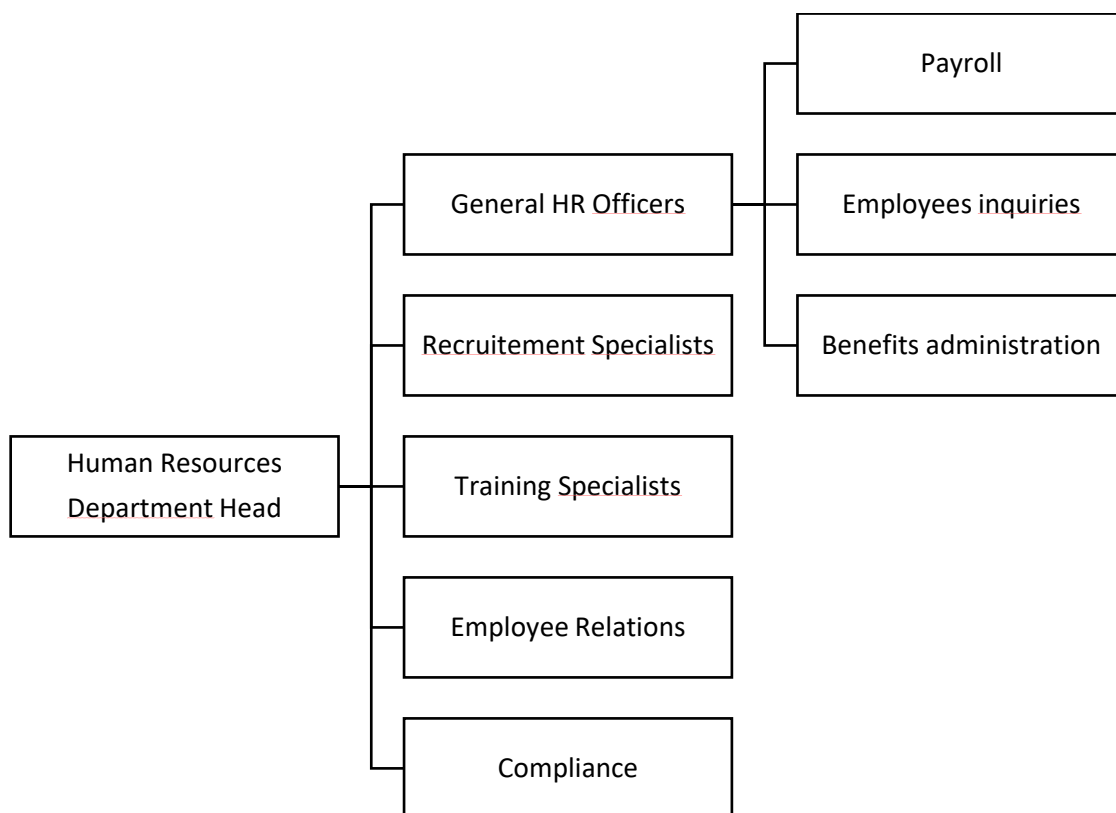 Payroll
General HR Officers
Employees inquiries
Recruitement Specialists
Benefits administration
Human Resources
Department Head
Training Specialists
Employee Relations
Compliance